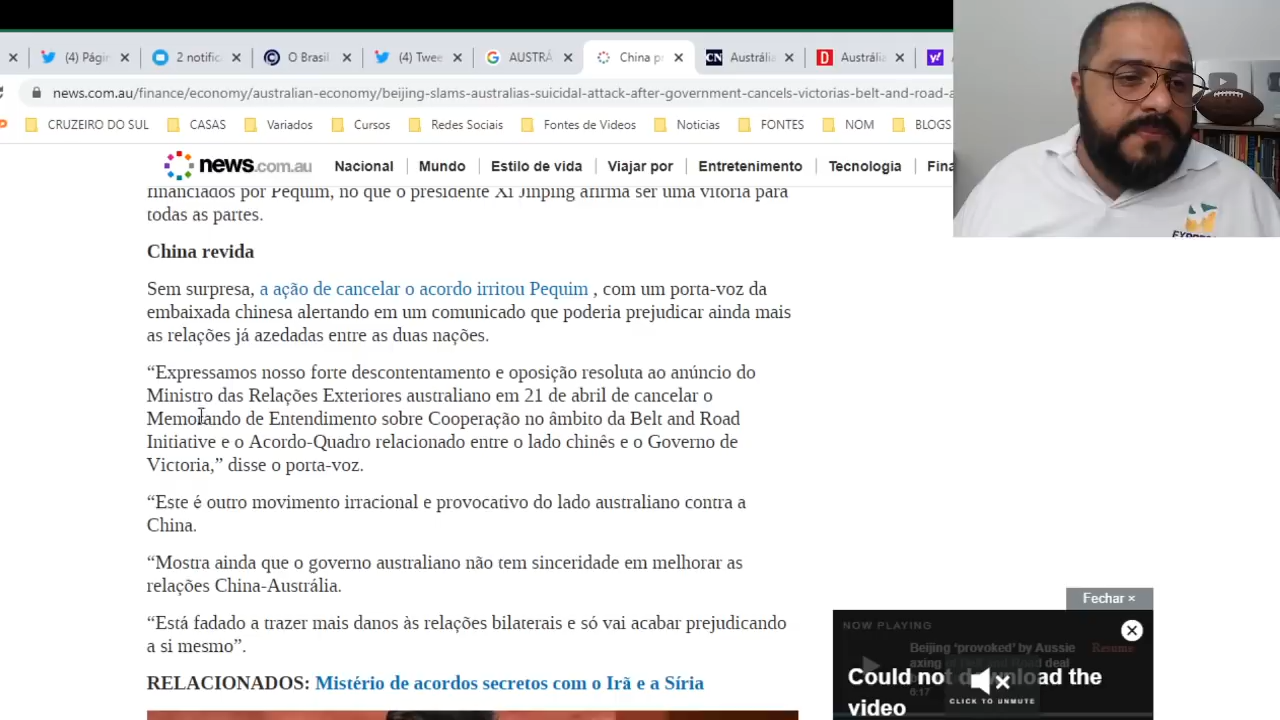 (4) Págir
2 notific
O Brasil
(4) Twee
AUSTRÁ
China pr
CN Austrália
D Austrália
y!
news.com.au/finance/economy/australian-economy/beijing-slams-australias-suicidal-attack-after-government-cancels-victorias-belt-and-road-a
CRUZEIRO DO SUL
CASAS
Variados
Cursos
Redes Sociais
Fontes de Videos
Noticias
FONTES
NOM
BLOGS
news.com.au
Nacional
Mundo
Estilo de vida
Viajar por
Entretenimento
Tecnologia
Fina
financiados por Pequim, no que o presidente Xi Jinping afirma ser uma vitória para
todas as partes.
China revida
Sem surpresa, a ação de cancelar o acordo irritou Pequim , com um porta-voz da
embaixada chinesa alertando em um comunicado que poderia prejudicar ainda mais
as relações já azedadas entre as duas nações.
“Expressamos nosso forte descontentamento e oposição resoluta ao anúncio do
Ministro das Relações Exteriores australiano em 21 de abril de cancelar o
Memorando de Entendimento sobre Cooperação no âmbito da Belt and Road
Initiative e o Acordo-Quadro relacionado entre o lado chinês e o Governo de
Victoria,” disse o porta-voz.
“Este é outro movimento irracional e provocativo do lado australiano contra a
China.
“Mostra ainda que o governo australiano não tem sinceridade em melhorar as
relações China-Austrália.
“Está fadado a trazer mais danos às relações bilaterais e só vai acabar prejudicando
a si mesmo”.
RELACIONADOS: Mistério de acordos secretos com o Irã e a Síria
Fechar ×
NOW PLAYING
Beijing ‘provoked’ by Aussie
Resume
6:17
Could not download the
video
CLICK TO UNMUTE